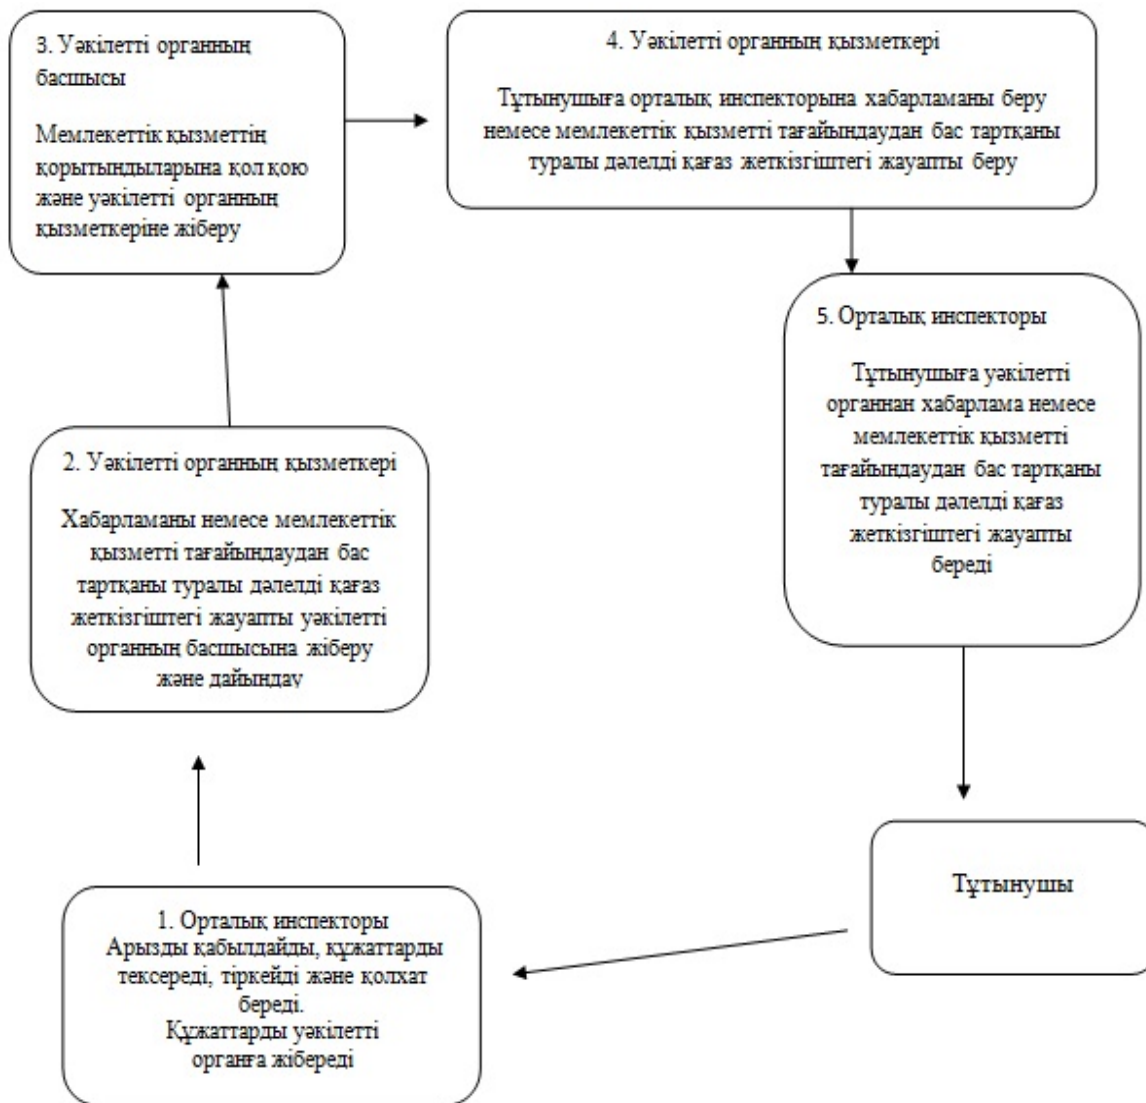 3. Уәкілетті органның
басшысы
Мемлекеттік қызметтің
қорытындыларына қол қою
және уәкілетті органның
қызметкеріне жіберу
4. Уәкілетті органның қызметкері
Тұтынушыға орталық инспекторына хабарламаны беру
немесе мемлекеттік қызметті тағайындаудан бас тартқаны
туралы дәлелді қағаз жеткізгіштегі жауапты беру
5. Орталық инспекторы
Тұтынушыға уәкілетті
органнан хабарлама немесе
мемлекеттік қызметті
тағайындаудан бас тартқаны
туралы дәлелді қағаз
жеткізгіштегі жауапты
береді
2. Уәкілетті органның қызметкері
Хабарламаны немесе мемлекеттік
қызметті тағайындаудан бас
тартқаны туралы дәлелді қағаз
жеткізгіштегі жауапты уәкілетті
органның басшысына жіберу
және дайындау
Тұтынушы
1. Орталық инспекторы
Арызды қабылдайды, құжаттарды
тексереді, тіркейді және қолхат
береді.
Құжаттарды уәкілетті
органға жібереді